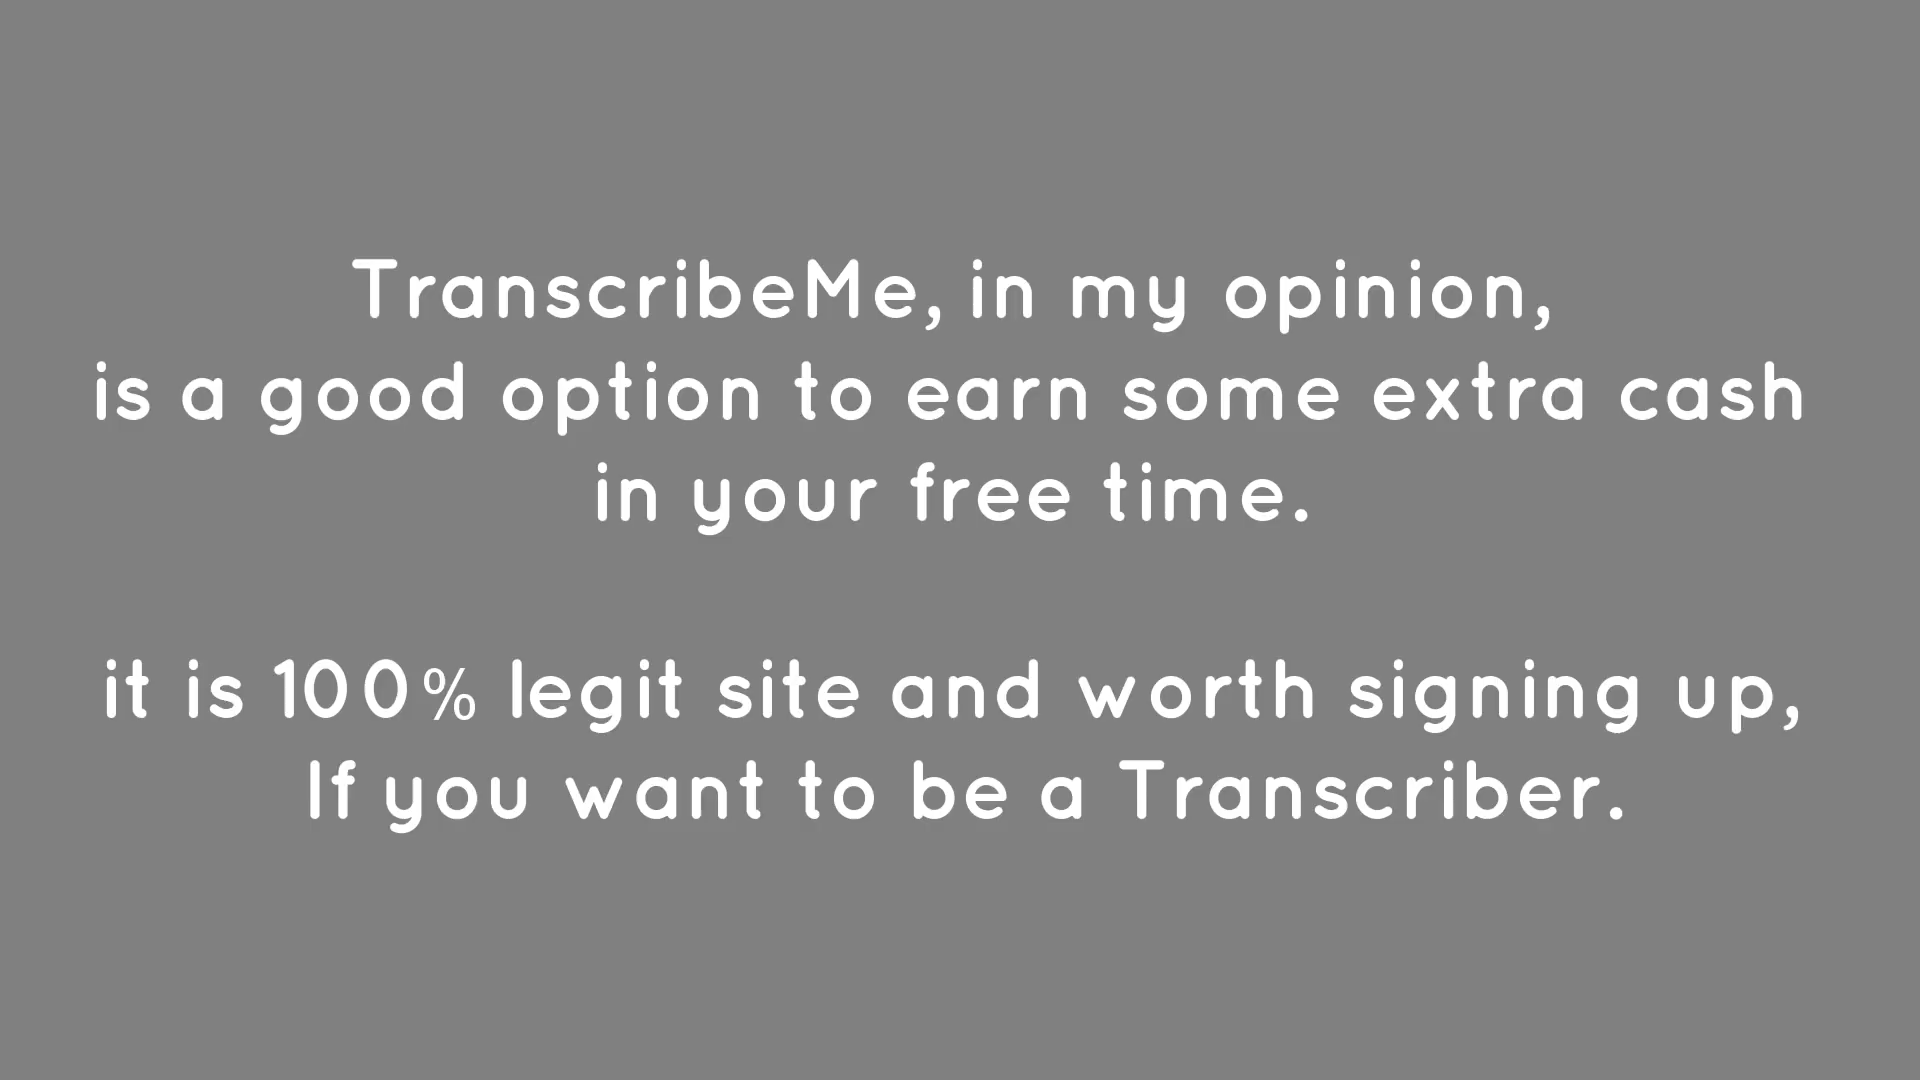 TranscribeMe, in my opinion,
is a good option to earn some extra cash
in your free time.
it is 100% legit site and worth signing up,
If you want to be a Transcriber.